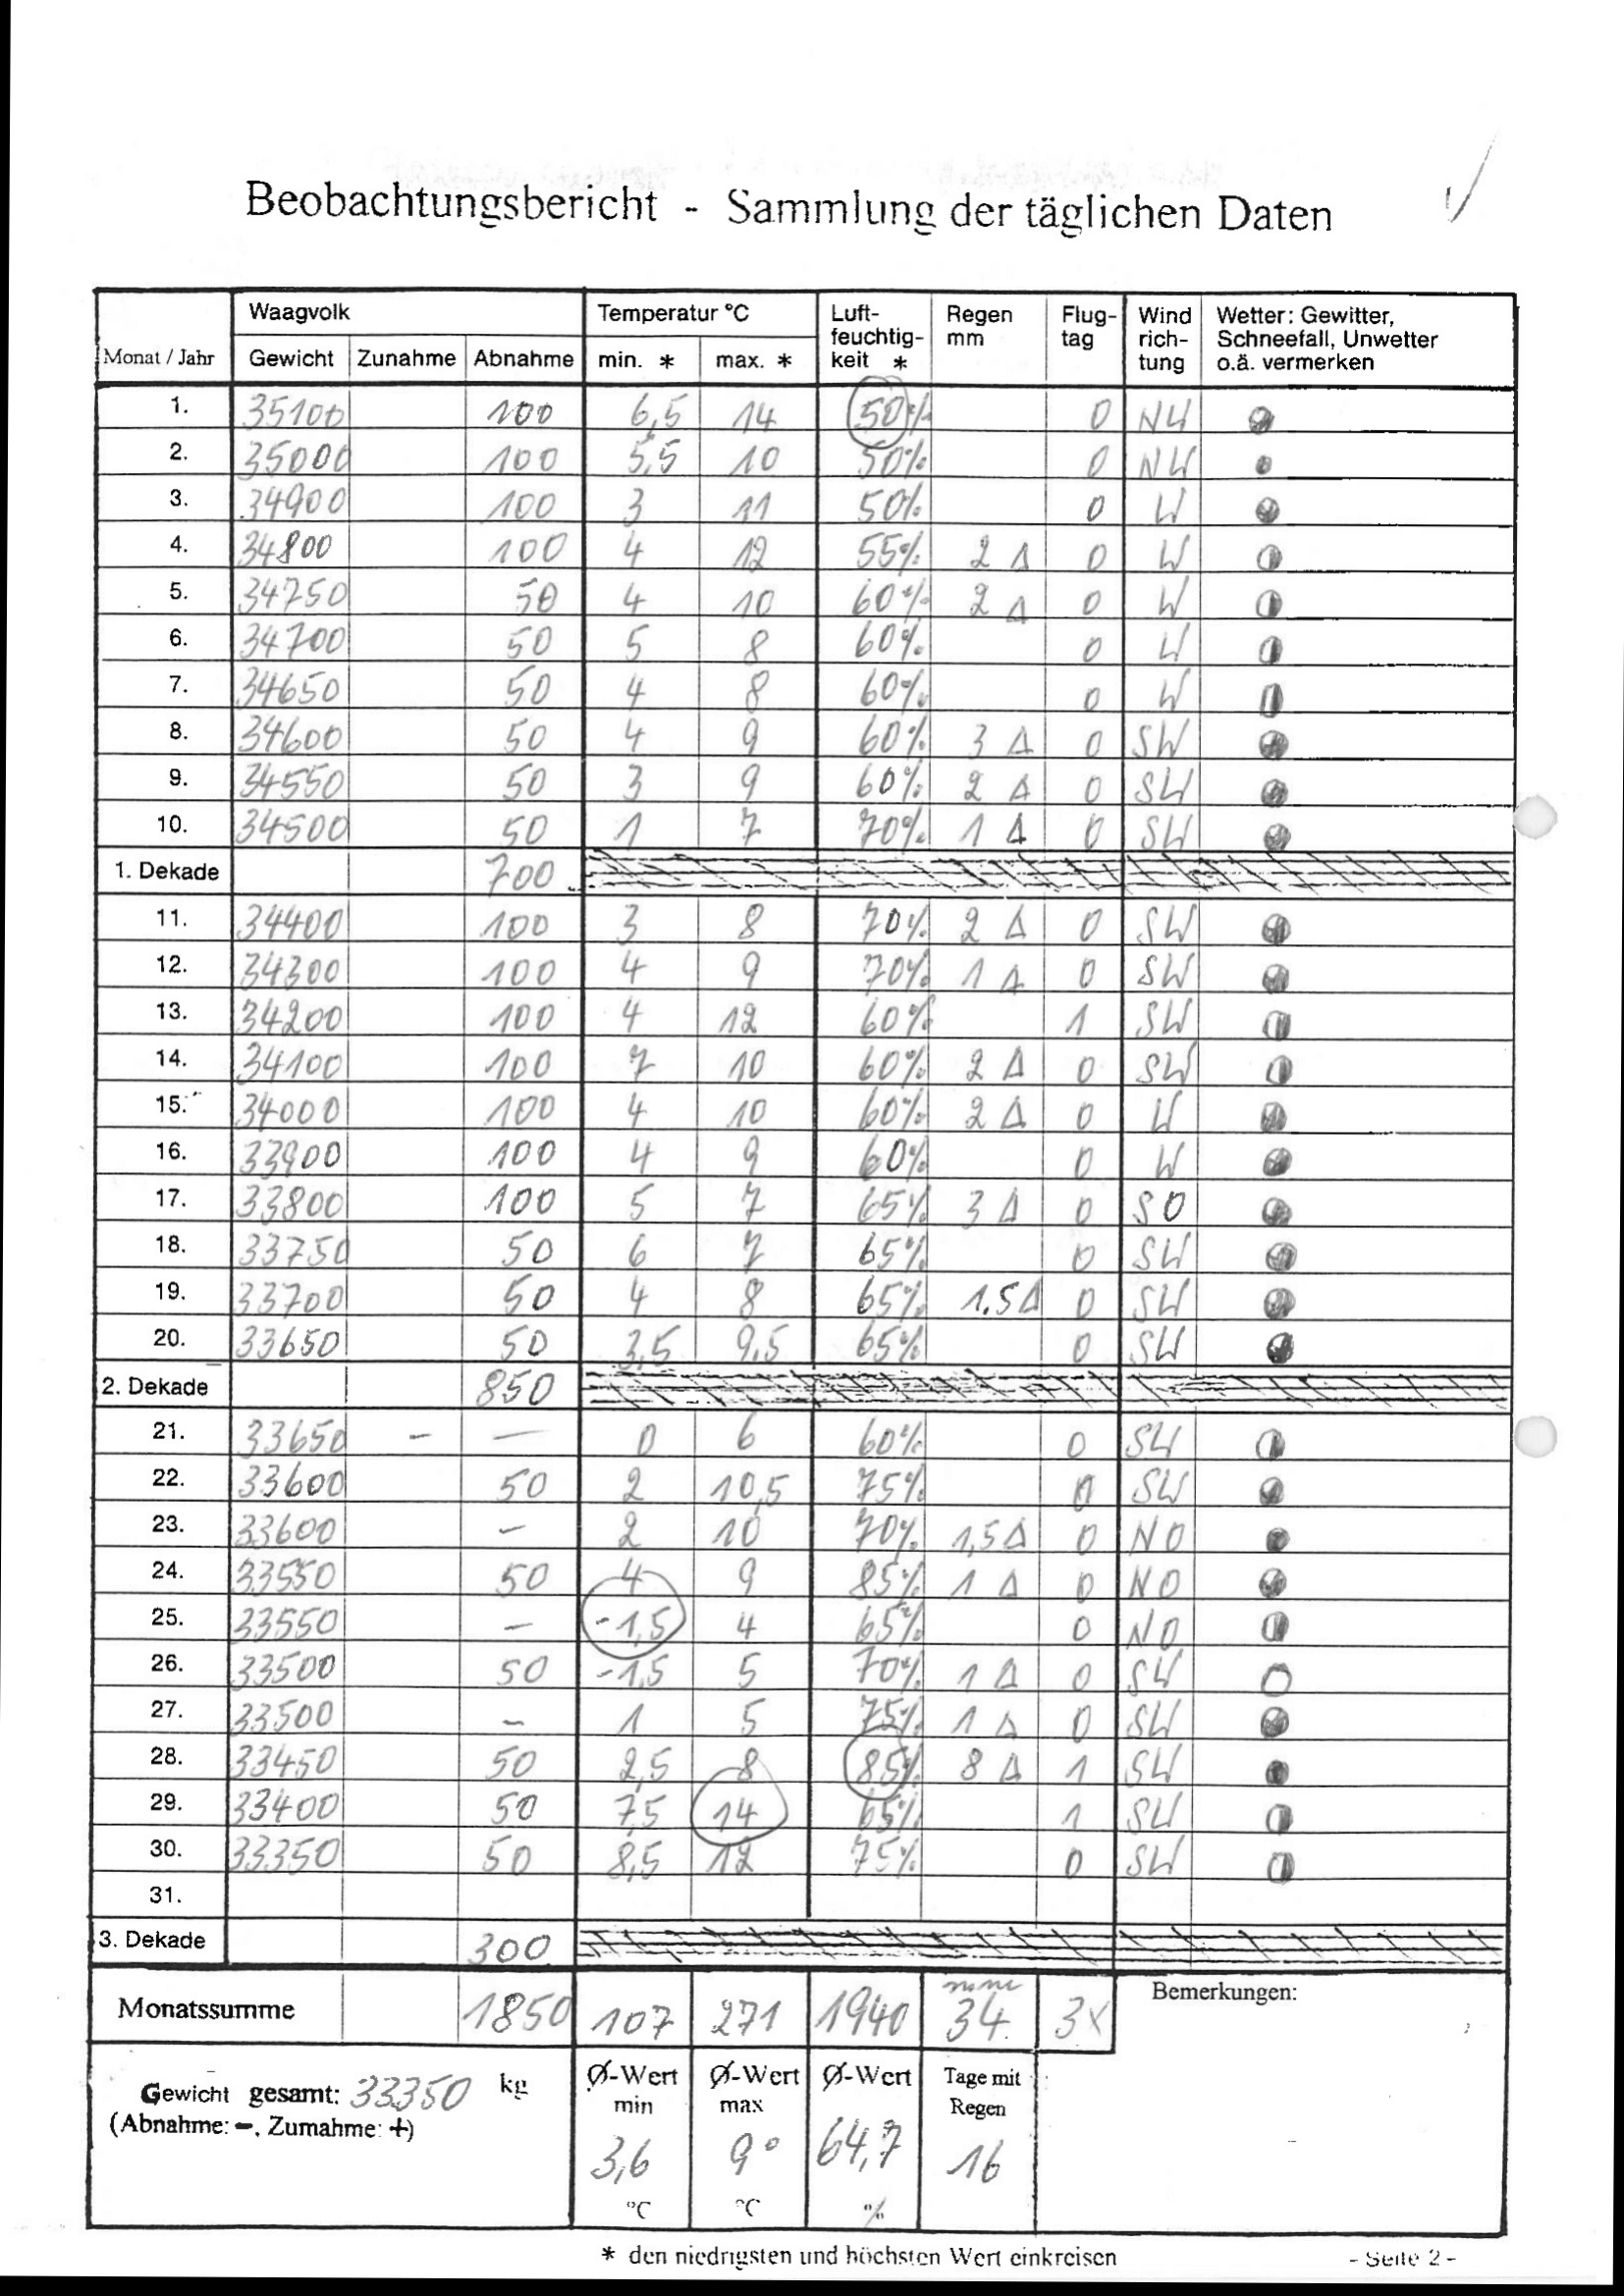 Beobachtungsbericht - Sammlung der täglichen Daten
Monat / Jahr Waagvolk Temperatur °C Luft-feuchtig-keit * Regen mm Flug-tag Wind rich-tung Wetter: Gewitter, Schneefall, Unwetter o.ä. vermerken
Gewicht Zunahme Abnahme min. * max. *
1. 35100 100 6,5 14 50% 0 NW
2. 35000 100 5,5 10 50% 0 NW
3. 34900 100 3 11 50% 0 W
4. 34800 100 4 12 55% 2 Δ 0 W
5. 34750 50 4 10 60% 2 Δ 0 W
6. 34700 50 5 8 60% 0 W
7. 34650 50 4 8 60% 0 W
8. 34600 50 4 9 60% 3 Δ 0 SW
9. 34550 50 3 9 60% 2 Δ 0 SW
10. 34500 50 1 7 70% 1 Δ 0 SW
1. Dekade 700
11. 34400 100 3 8 70% 2 Δ 0 SW
12. 34300 100 4 9 70% 1 Δ 0 SW
13. 34200 100 4 12 60% 1 SW
14. 34100 100 7 10 60% 2 Δ 0 SW
15. 34000 100 4 10 60% 2 Δ 0 W
16. 33900 100 4 9 60% 0 W
17. 33800 100 5 7 65% 3 Δ 0 SO
18. 33750 50 6 7 65% 0 SW
19. 33700 50 4 8 65% 1.5 Δ 0 SW
20. 33650 50 3,5 9,5 65% 0 SW
2. Dekade 850
21. 33650 - - 0 6 60% 0 SW
22. 33600 50 2 10,5 75% 0 SW
23. 33600 - 2 10 70% 1,5 Δ 0 NO
24. 33550 50 4 9 85% 1 Δ 0 NO
25. 33550 - -1,5 4 65% 0 NO
26. 33500 50 -1,5 5 70% 1 Δ 0 SW
27. 33500 - 1 5 75% 1 Δ 0 SW
28. 33450 50 2,5 8 85% 8 Δ 1 SW
29. 33400 50 7,5 14 65% 1 SW
30. 33350 50 8,5 12 75% 0 SW
31.
3. Dekade 300
Monatssumme 1850 107 271 1940 mm 34 3x Bemerkungen:
Gewicht gesamt: 33350 kg
(Abnahme: -, Zumahme: +)
Ø-Wert min 3,6 °C
Ø-Wert max 9° °C
Ø-Wert 64,7 %
Tage mit Regen 16
* den niedrigsten und höchsten Wert einkreisen
- Seite 2 -